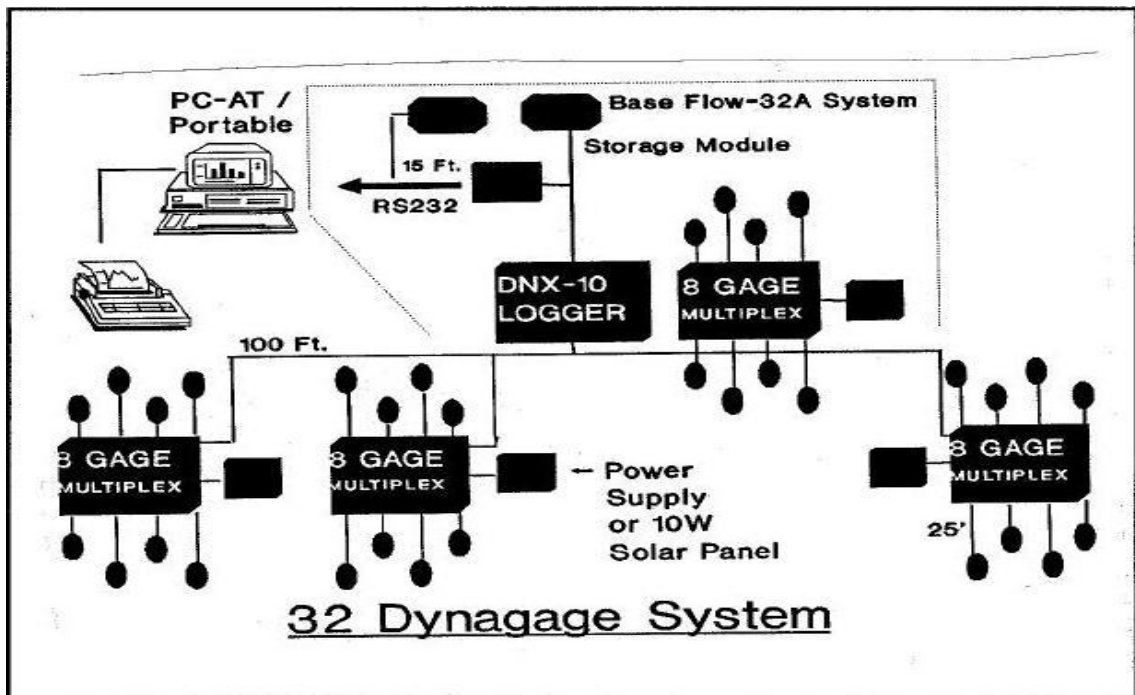 PC-AT /
Portable
Base Flow-32A System
Storage Module
15 Ft.
RS232
DNX-10
LOGGER
8 GAGE
MULTIPLEX
100 Ft.
8 GAGE
MULTIPLEX
8 GAGE
MULTIPLEX
← Power
Supply
or 10W
Solar Panel
8 GAGE
MULTIPLEX
25'
32 Dynagage System